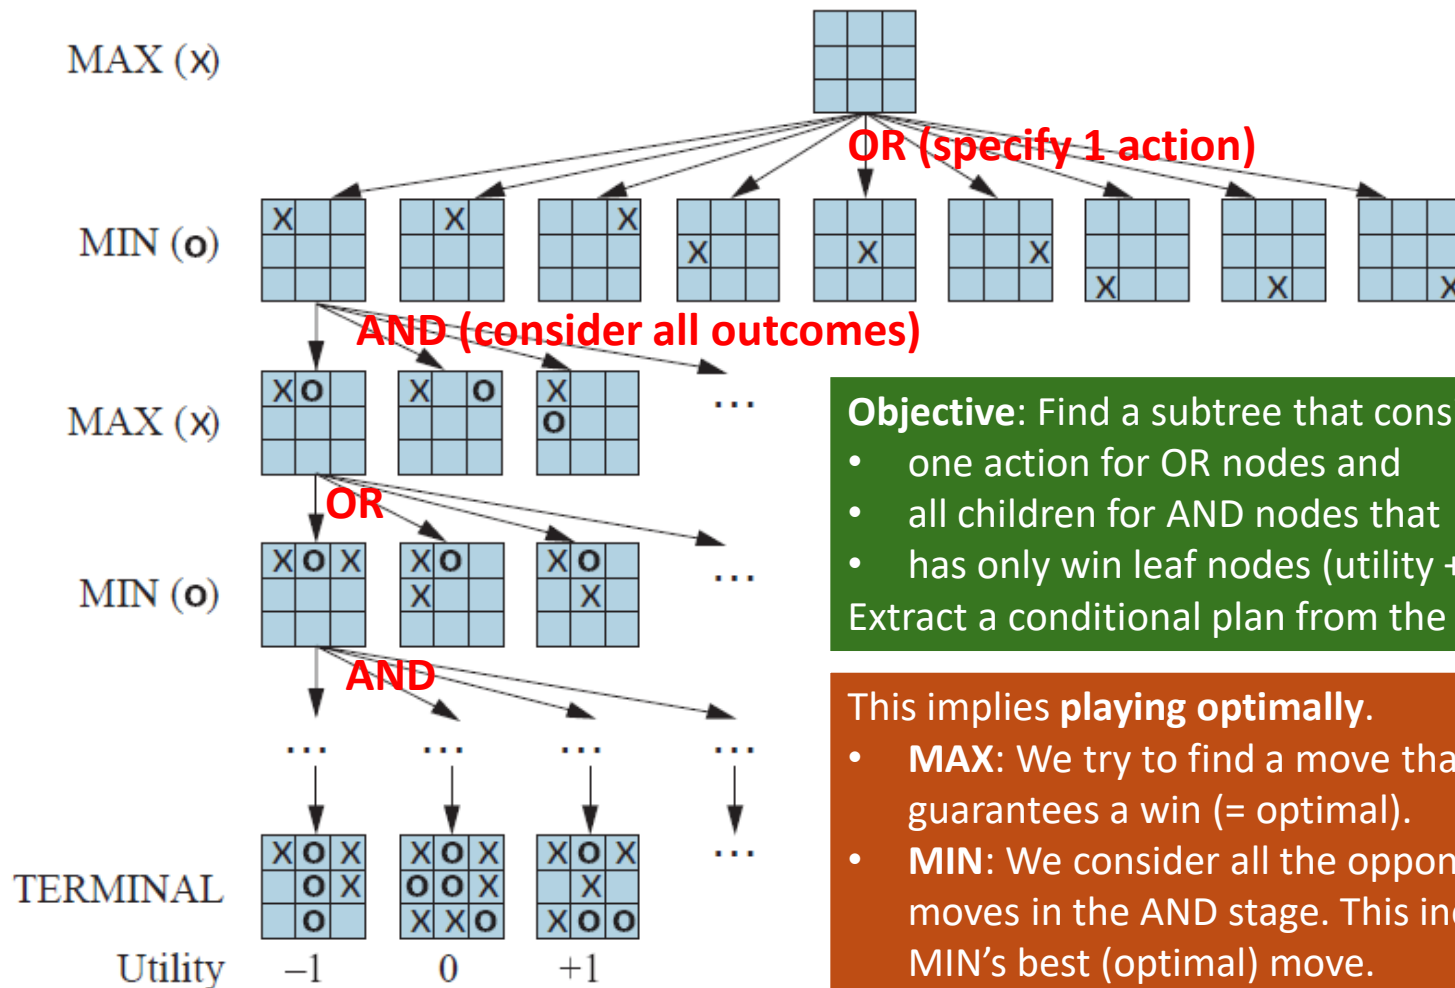 MAX (x)
OR (specify 1 action)
MIN (o)
X X X X X X X X X
AND (consider all outcomes)
MAX (x)
X O X O X ...
O
OR
MIN (o)
X O X X O X O ...
X X
AND
... ... ... ...
TERMINAL
X O X X O X X O X ...
O X O O X X
O X X O X O O
Utility –1 0 +1
Objective: Find a subtree that cons
• one action for OR nodes and
• all children for AND nodes that
• has only win leaf nodes (utility +
Extract a conditional plan from the
This implies playing optimally.
• MAX: We try to find a move tha
guarantees a win (= optimal).
• MIN: We consider all the oppon
moves in the AND stage. This inc
MIN’s best (optimal) move.